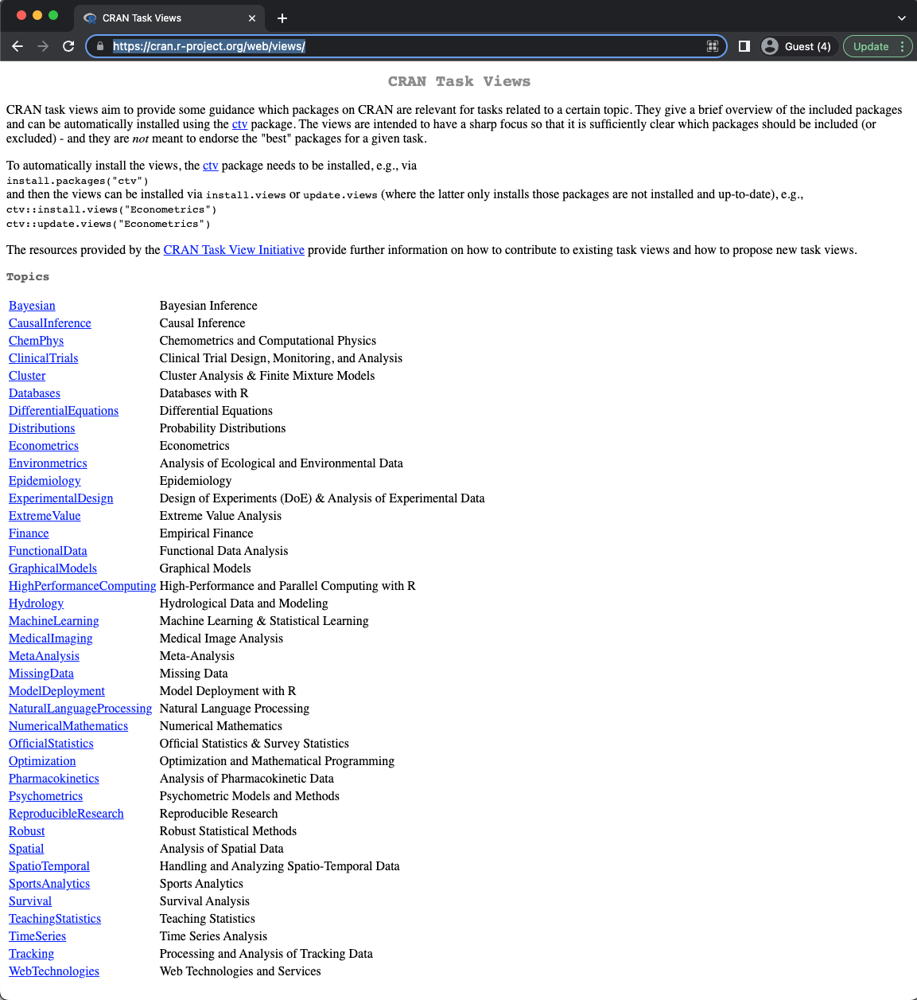 CRAN Task Views
https://cran.r-project.org/web/views/
Guest (4)
Update
CRAN Task Views
CRAN task views aim to provide some guidance which packages on CRAN are relevant for tasks related to a certain topic. They give a brief overview of the included packages
and can be automatically installed using the ctv package. The views are intended to have a sharp focus so that it is sufficiently clear which packages should be included (or
excluded) - and they are not meant to endorse the "best" packages for a given task.
To automatically install the views, the ctv package needs to be installed, e.g., via
install.packages("ctv")
and then the views can be installed via install.views or update.views (where the latter only installs those packages are not installed and up-to-date), e.g.,
ctv::install.views("Econometrics")
ctv::update.views("Econometrics")
The resources provided by the CRAN Task View Initiative provide further information on how to contribute to existing task views and how to propose new task views.
Topics
Bayesian Bayesian Inference
CausalInference Causal Inference
ChemPhys Chemometrics and Computational Physics
ClinicalTrials Clinical Trial Design, Monitoring, and Analysis
Cluster Cluster Analysis & Finite Mixture Models
Databases Databases with R
DifferentialEquations Differential Equations
Distributions Probability Distributions
Econometrics Econometrics
Environmetrics Analysis of Ecological and Environmental Data
Epidemiology Epidemiology
ExperimentalDesign Design of Experiments (DoE) & Analysis of Experimental Data
ExtremeValue Extreme Value Analysis
Finance Empirical Finance
FunctionalData Functional Data Analysis
GraphicalModels Graphical Models
HighPerformanceComputing High-Performance and Parallel Computing with R
Hydrology Hydrological Data and Modeling
MachineLearning Machine Learning & Statistical Learning
MedicalImaging Medical Image Analysis
MetaAnalysis Meta-Analysis
MissingData Missing Data
ModelDeployment Model Deployment with R
NaturalLanguageProcessing Natural Language Processing
NumericalMathematics Numerical Mathematics
OfficialStatistics Official Statistics & Survey Statistics
Optimization Optimization and Mathematical Programming
Pharmacokinetics Analysis of Pharmacokinetic Data
Psychometrics Psychometric Models and Methods
ReproducibleResearch Reproducible Research
Robust Robust Statistical Methods
Spatial Analysis of Spatial Data
SpatioTemporal Handling and Analyzing Spatio-Temporal Data
SportsAnalytics Sports Analytics
Survival Survival Analysis
TeachingStatistics Teaching Statistics
TimeSeries Time Series Analysis
Tracking Processing and Analysis of Tracking Data
WebTechnologies Web Technologies and Services